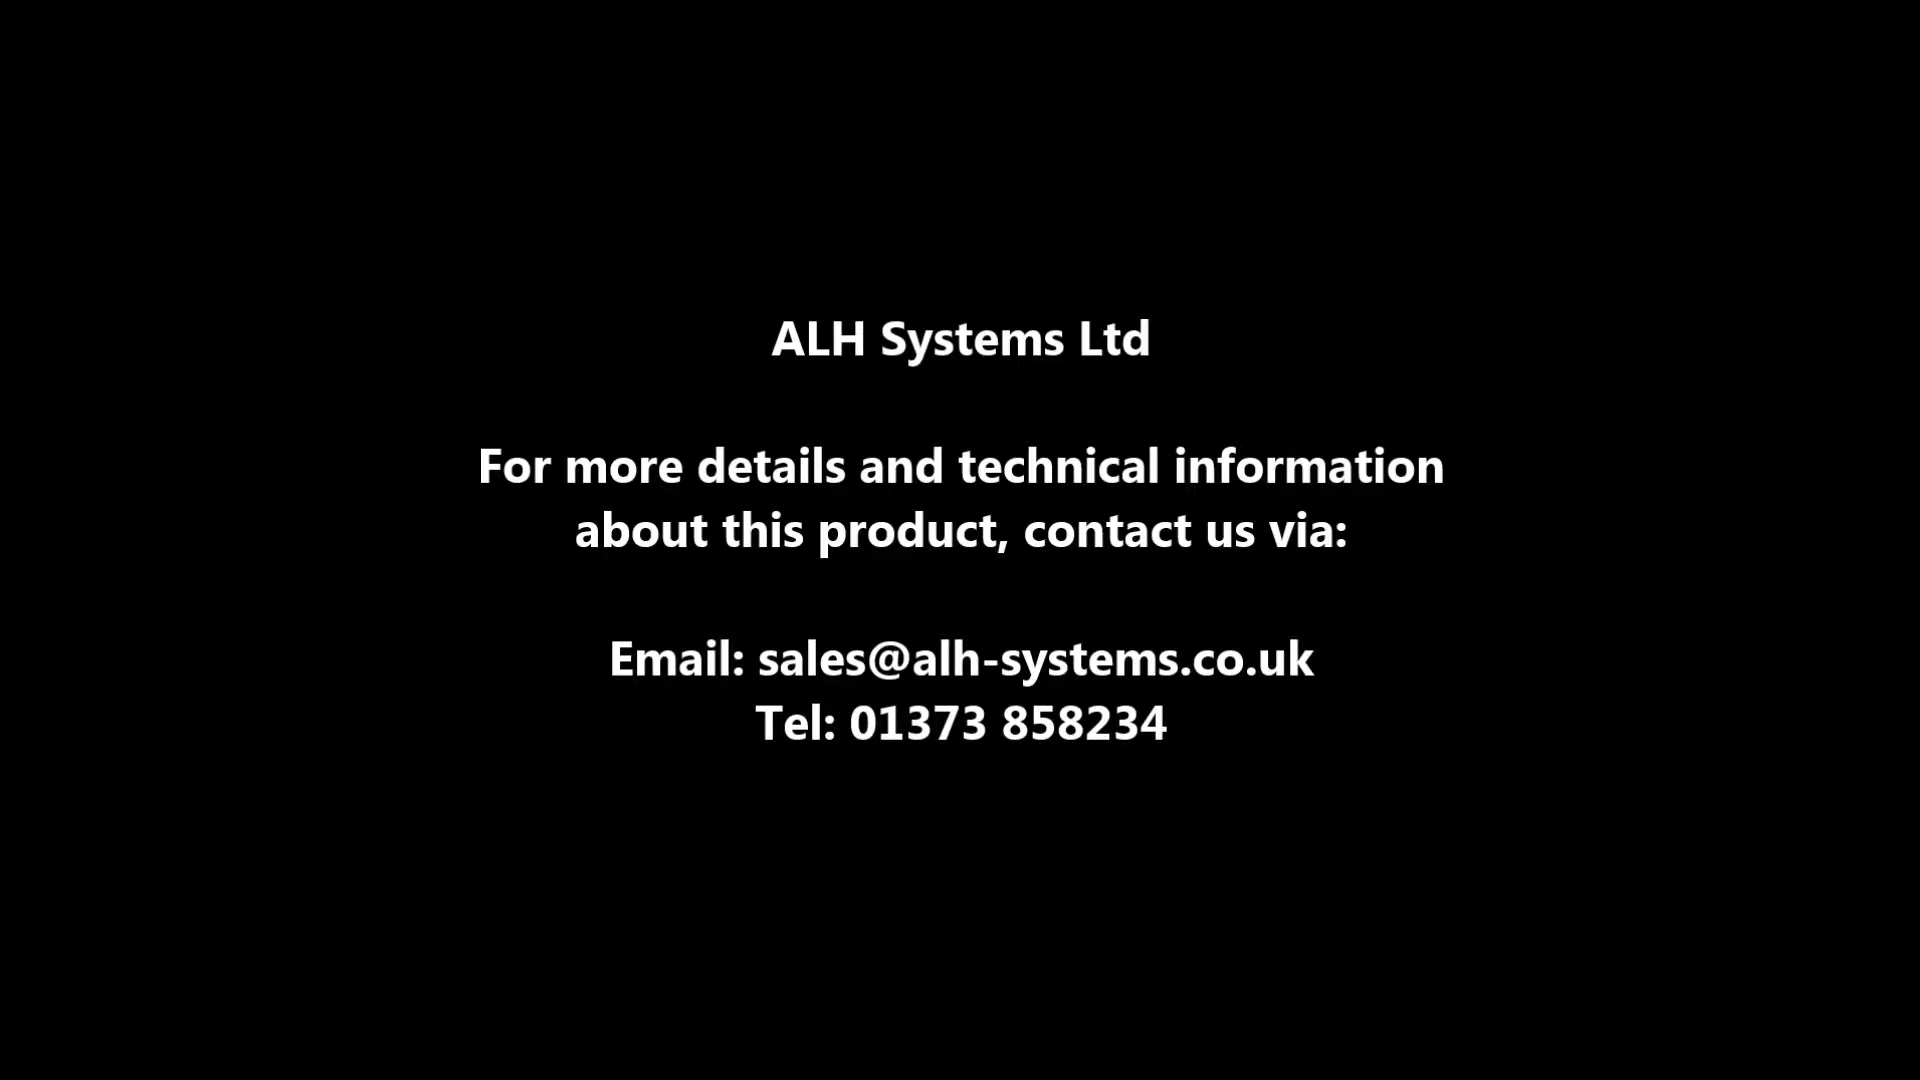 ALH Systems Ltd
For more details and technical information
about this product, contact us via:
Email: sales@alh-systems.co.uk
Tel: 01373 858234